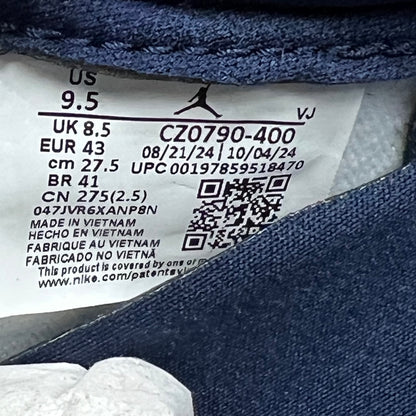 US
9.5
VJ
UK 8.5
CZ0790-400
EUR 43
08/21/24 | 10/04/24
cm 27.5
UPC 00197859518470
BR 41
CN 275(2.5)
047JVR6XANP8N
MADE IN VIETNAM
HECHO EN VIETNAM
FABRIQUE AU VIETNAM
FABRICADO NO VIETNÃ
This product is covered by one
www.nike.com/patents